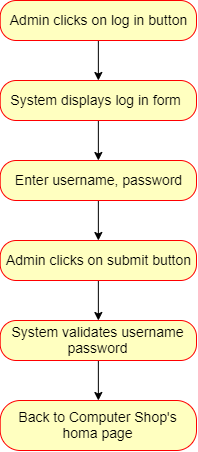 Admin clicks on log in button
System displays log in form
Enter username, password
Admin clicks on submit button
System validates username
password
Back to Computer Shop's
homa page